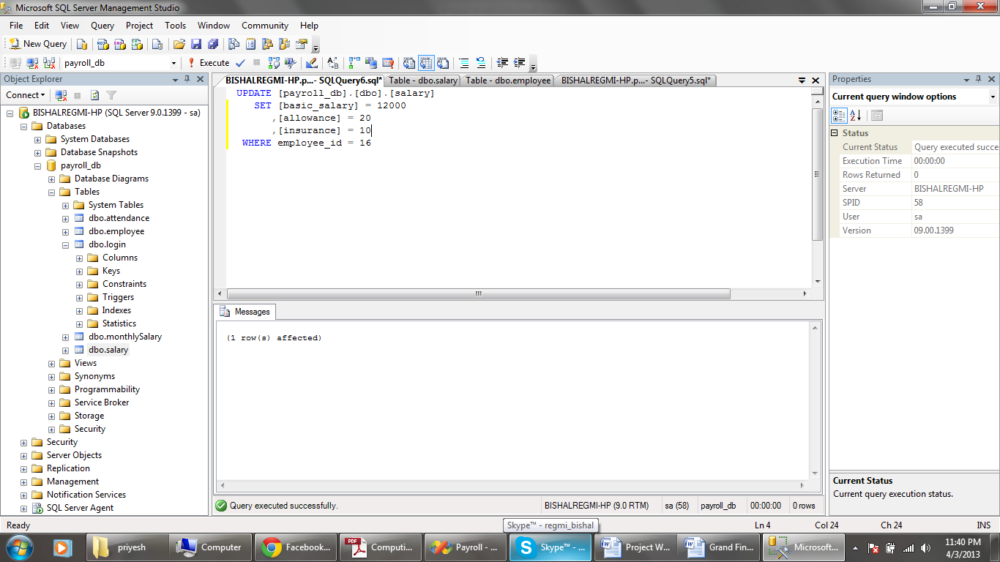 Microsoft SQL Server Management Studio
File Edit View Query Project Tools Window Community Help
New Query
payroll_db
Execute
Object Explorer
Connect
BISHALREGMI-HP (SQL Server 9.0.1399 - sa)
Databases
System Databases
Database Snapshots
payroll_db
Database Diagrams
Tables
System Tables
dbo.attendance
dbo.employee
dbo.login
Columns
Keys
Constraints
Triggers
Indexes
Statistics
dbo.monthlySalary
dbo.salary
Views
Synonyms
Programmability
Service Broker
Storage
Security
Security
Server Objects
Replication
Management
Notification Services
SQL Server Agent
BISHALREGMI-HP.p...- SQLQuery6.sql* Table - dbo.salary Table - dbo.employee BISHALREGMI-HP.p...- SQLQuery5.sql*
UPDATE [payroll_db].[dbo].[salary]
SET [basic_salary] = 12000
,[allowance] = 20
,[insurance] = 10
WHERE employee_id = 16
Messages
(1 row(s) affected)
Query executed successfully. BISHALREGMI-HP (9.0 RTM) sa (58) payroll_db 00:00:00 0 rows
Properties
Current query window options
Status
Current Status Query executed succe
Execution Time 00:00:00
Rows Returned 0
Server BISHALREGMI-HP
SPID 58
User sa
Version 09.00.1399
Current Status
Current query execution status.
Ready Ln 4 Col 24 Ch 24 INS
Skype™ - regmi_bishal
priyesh Computer Facebook... Computi... Payroll - ... Skype™ - ... Project W... Grand Fin... Microsoft...
11:40 PM
4/3/2013